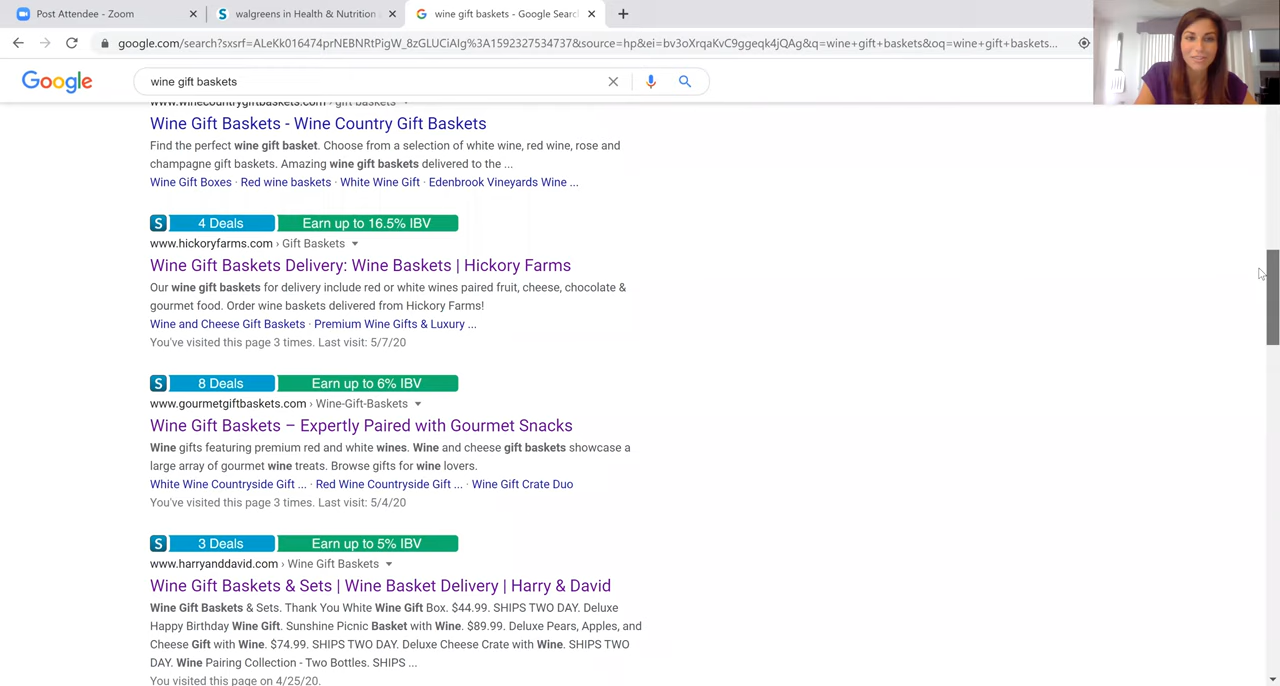 Post Attendee - Zoom
walgreens in Health & Nutrition
wine gift baskets - Google Search
google.com/search?sxsrf=ALeKk016474prNEBNRtPigW_8zGLUCiAIg%3A1592327534737&source=hp&ei=bv3oXrqaKvC9ggeqk4jQAg&q=wine+gift+baskets&oq=wine+gift+baskets...
Google
wine gift baskets
www.winecountrygiftbaskets.com › gift baskets
Wine Gift Baskets - Wine Country Gift Baskets
Find the perfect wine gift basket. Choose from a selection of white wine, red wine, rose and
champagne gift baskets. Amazing wine gift baskets delivered to the ...
Wine Gift Boxes · Red wine baskets · White Wine Gift · Edenbrook Vineyards Wine ...
S 4 Deals Earn up to 16.5% IBV
www.hickoryfarms.com › Gift Baskets
Wine Gift Baskets Delivery: Wine Baskets | Hickory Farms
Our wine gift baskets for delivery include red or white wines paired fruit, cheese, chocolate &
gourmet food. Order wine baskets delivered from Hickory Farms!
Wine and Cheese Gift Baskets · Premium Wine Gifts & Luxury ...
You've visited this page 3 times. Last visit: 5/7/20
S 8 Deals Earn up to 6% IBV
www.gourmetgiftbaskets.com › Wine-Gift-Baskets
Wine Gift Baskets – Expertly Paired with Gourmet Snacks
Wine gifts featuring premium red and white wines. Wine and cheese gift baskets showcase a
large array of gourmet wine treats. Browse gifts for wine lovers.
White Wine Countryside Gift ... · Red Wine Countryside Gift ... · Wine Gift Crate Duo
You've visited this page 3 times. Last visit: 5/4/20
S 3 Deals Earn up to 5% IBV
www.harryanddavid.com › Wine Gift Baskets
Wine Gift Baskets & Sets | Wine Basket Delivery | Harry & David
Wine Gift Baskets & Sets. Thank You White Wine Gift Box. $44.99. SHIPS TWO DAY. Deluxe
Happy Birthday Wine Gift. Sunshine Picnic Basket with Wine. $89.99. Deluxe Pears, Apples, and
Cheese Gift with Wine. $74.99. SHIPS TWO DAY. Deluxe Cheese Crate with Wine. SHIPS TWO
DAY. Wine Pairing Collection - Two Bottles. SHIPS ...
You visited this page on 4/25/20.